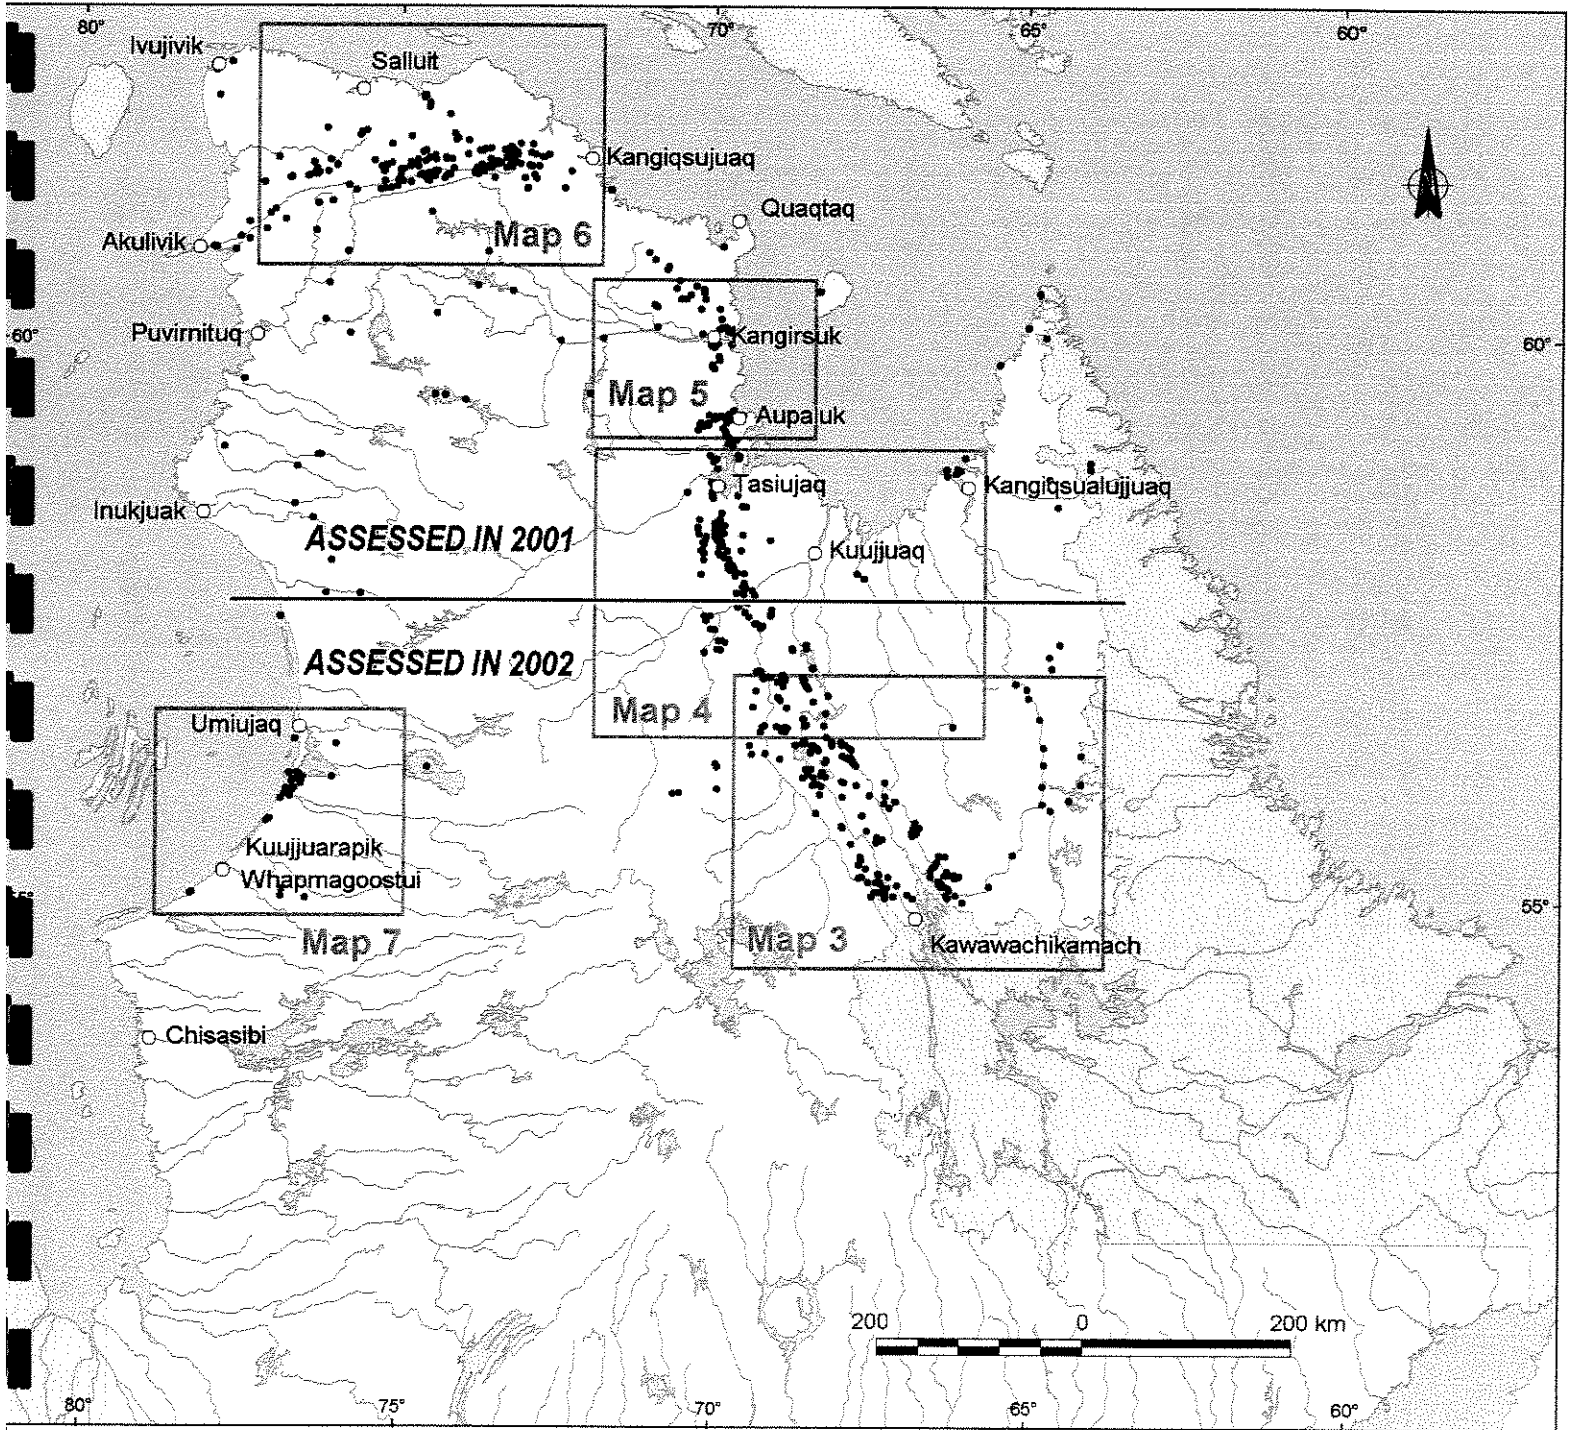 80°
70°
65°
60°
Ivujivik
Salluit
Kangiqsujuaq
Quaqtaq
Akulivik
Map 6
Puvirnituq
60°
Kangirsuk
60°
Map 5
Aupaluk
Tasiujaq
Kangiqsualujjuaq
Inukjuak
ASSESSED IN 2001
Kuujjuaq
ASSESSED IN 2002
Map 4
Umiujaq
Kuujjuarapik
Whapmagoostui
55°
Map 7
Map 3
Kawawachikamach
Chisasibi
200 0 200 km
80°
75°
70°
65°
60°